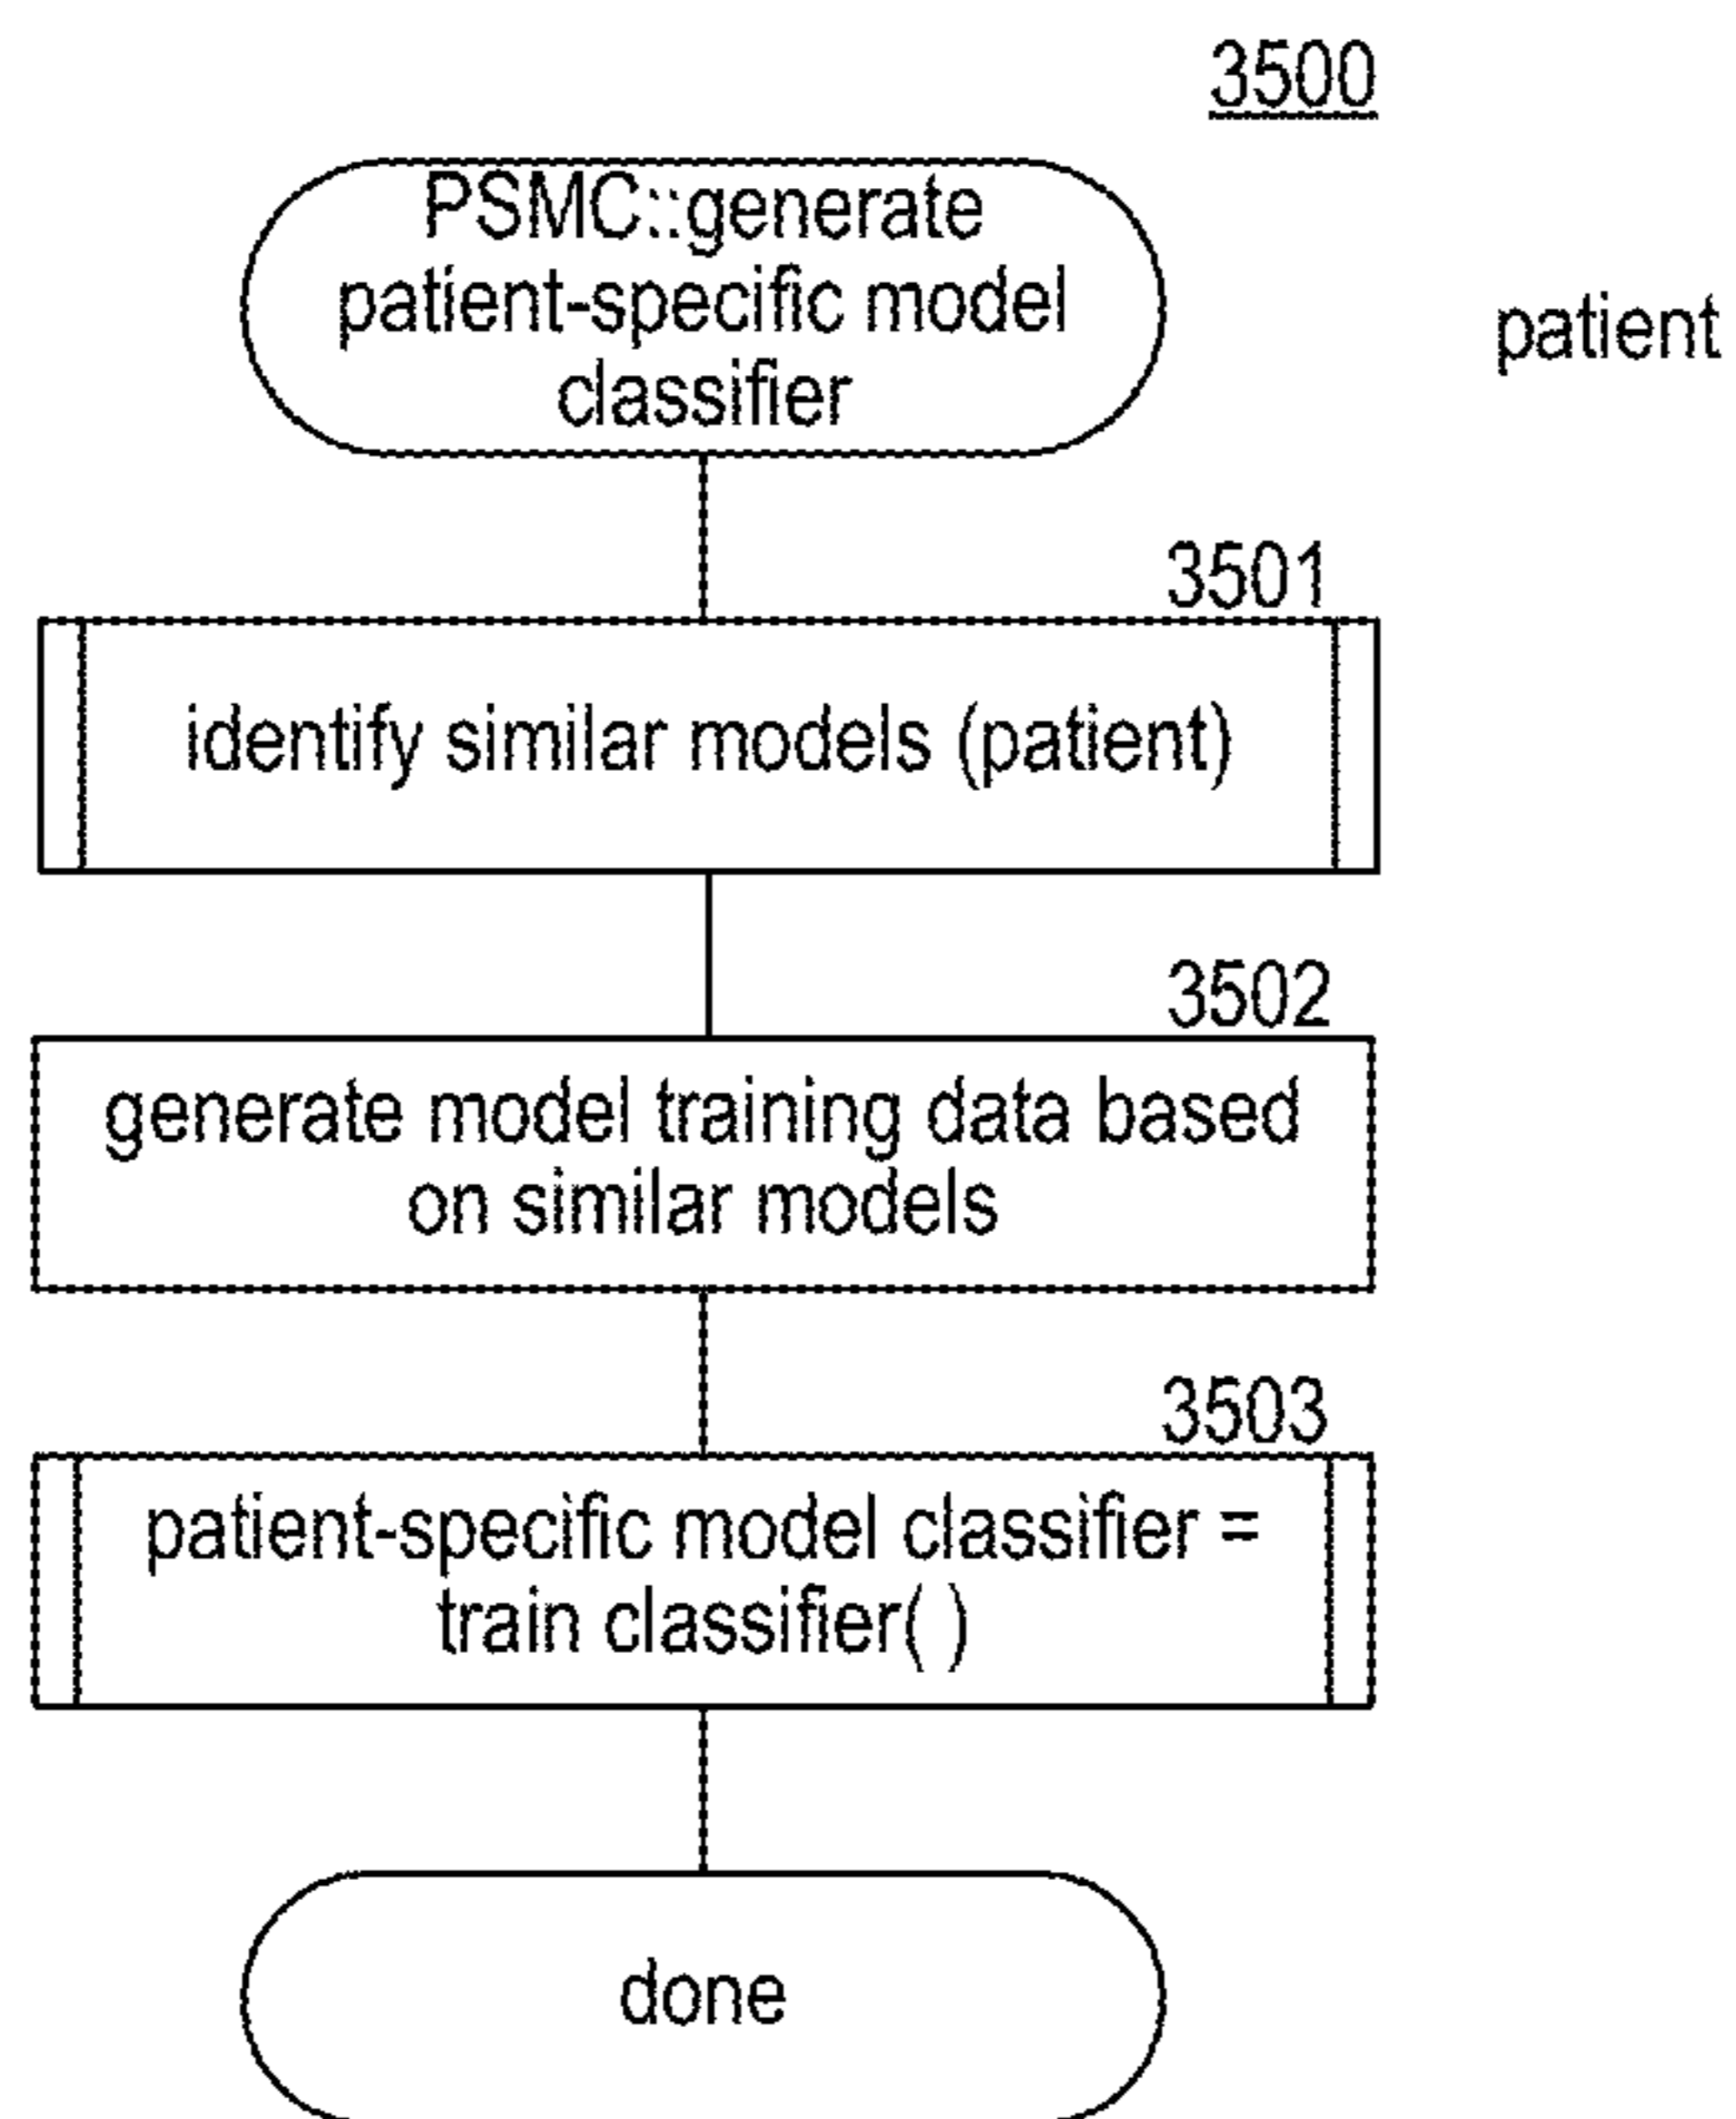 3500
PSMC::generate
patient-specific model
classifier
patient
3501
identify similar models (patient)
3502
generate model training data based
on similar models
3503
patient-specific model classifier =
train classifier( )
done